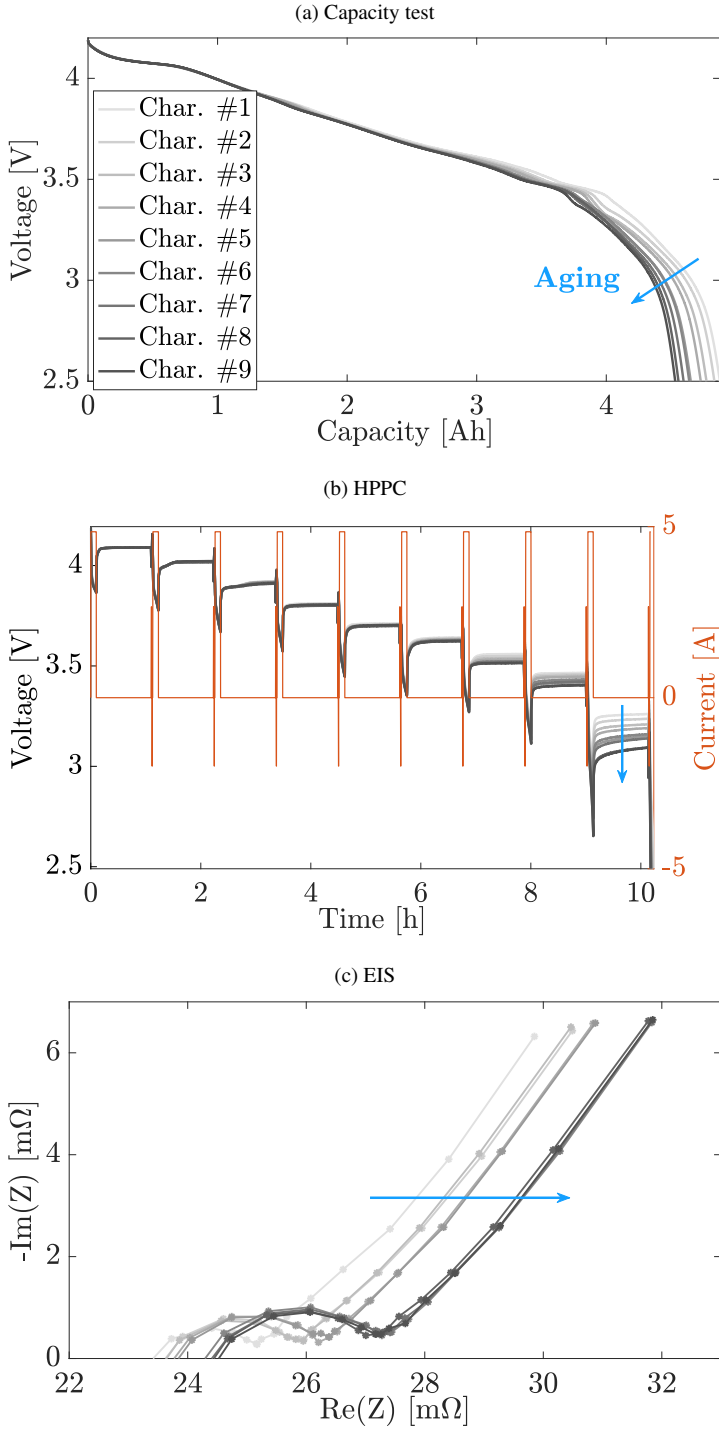 (a) Capacity test
Voltage [V]
4
3.5
3
2.5
Char. #1
Char. #2
Char. #3
Char. #4
Char. #5
Char. #6
Char. #7
Char. #8
Char. #9
Aging
0 1 2 3 4
Capacity [Ah]
(b) HPPC
Voltage [V]
4
3.5
3
2.5
5
0
-5
Current [A]
0 2 4 6 8 10
Time [h]
(c) EIS
-Im(Z) [mΩ]
6
4
2
0
22 24 26 28 30 32
Re(Z) [mΩ]